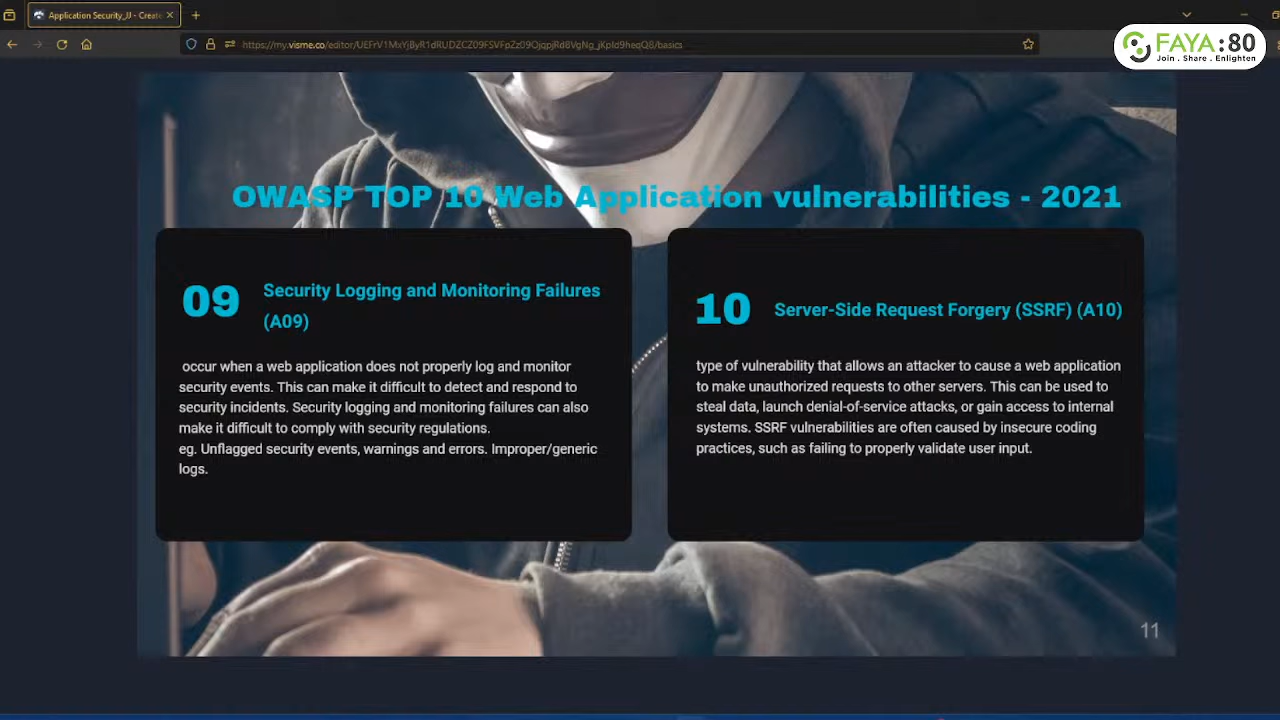 Application Security_JJ - Create
FAYA:80
Join . Share . Enlighten
OWASP TOP 10 Web Application vulnerabilities - 2021
09
Security Logging and Monitoring Failures
(A09)
occur when a web application does not properly log and monitor
security events. This can make it difficult to detect and respond to
security incidents. Security logging and monitoring failures can also
make it difficult to comply with security regulations.
eg. Unflagged security events, warnings and errors. Improper/generic
logs.
10
Server-Side Request Forgery (SSRF) (A10)
type of vulnerability that allows an attacker to cause a web application
to make unauthorized requests to other servers. This can be used to
steal data, launch denial-of-service attacks, or gain access to internal
systems. SSRF vulnerabilities are often caused by insecure coding
practices, such as failing to properly validate user input.
11